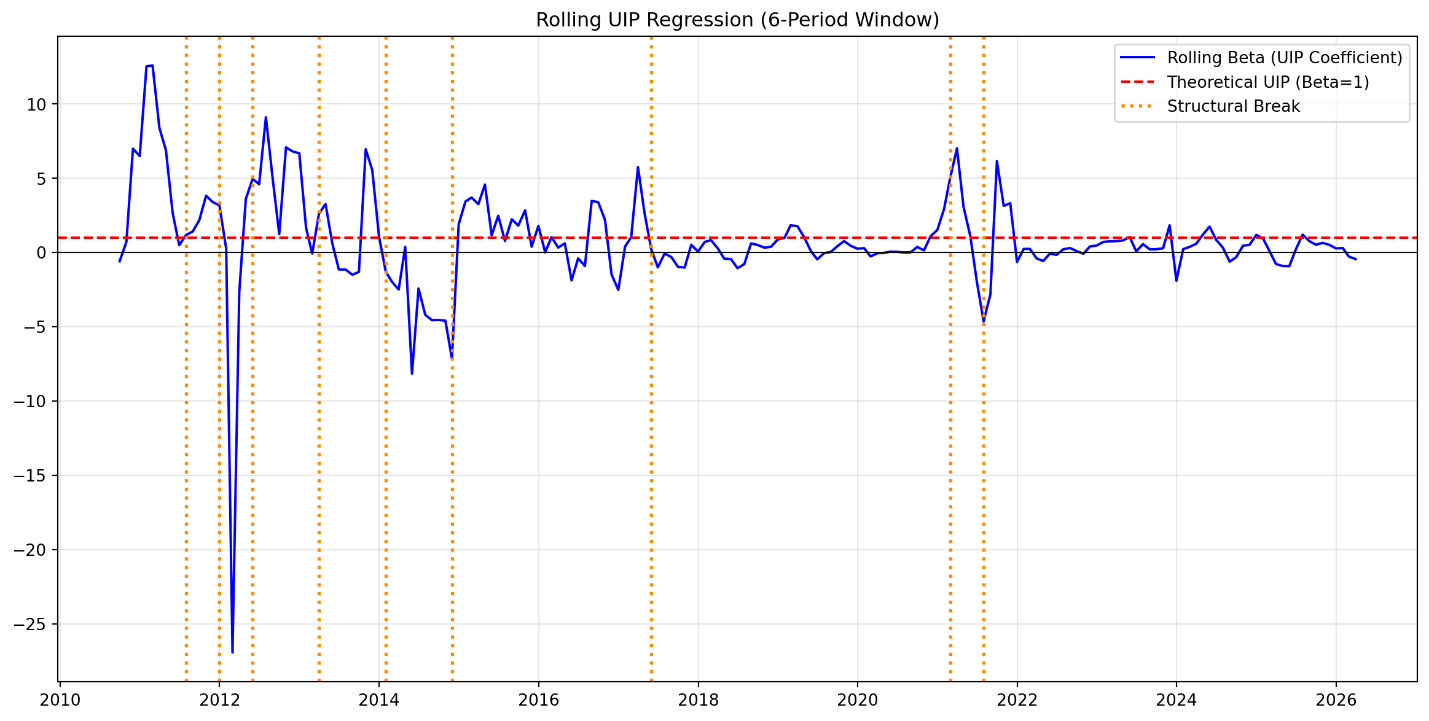 Rolling UIP Regression (6-Period Window)
Rolling Beta (UIP Coefficient)
Theoretical UIP (Beta=1)
Structural Break
10
5
0
−5
−10
−15
−20
−25
2010 2012 2014 2016 2018 2020 2022 2024 2026